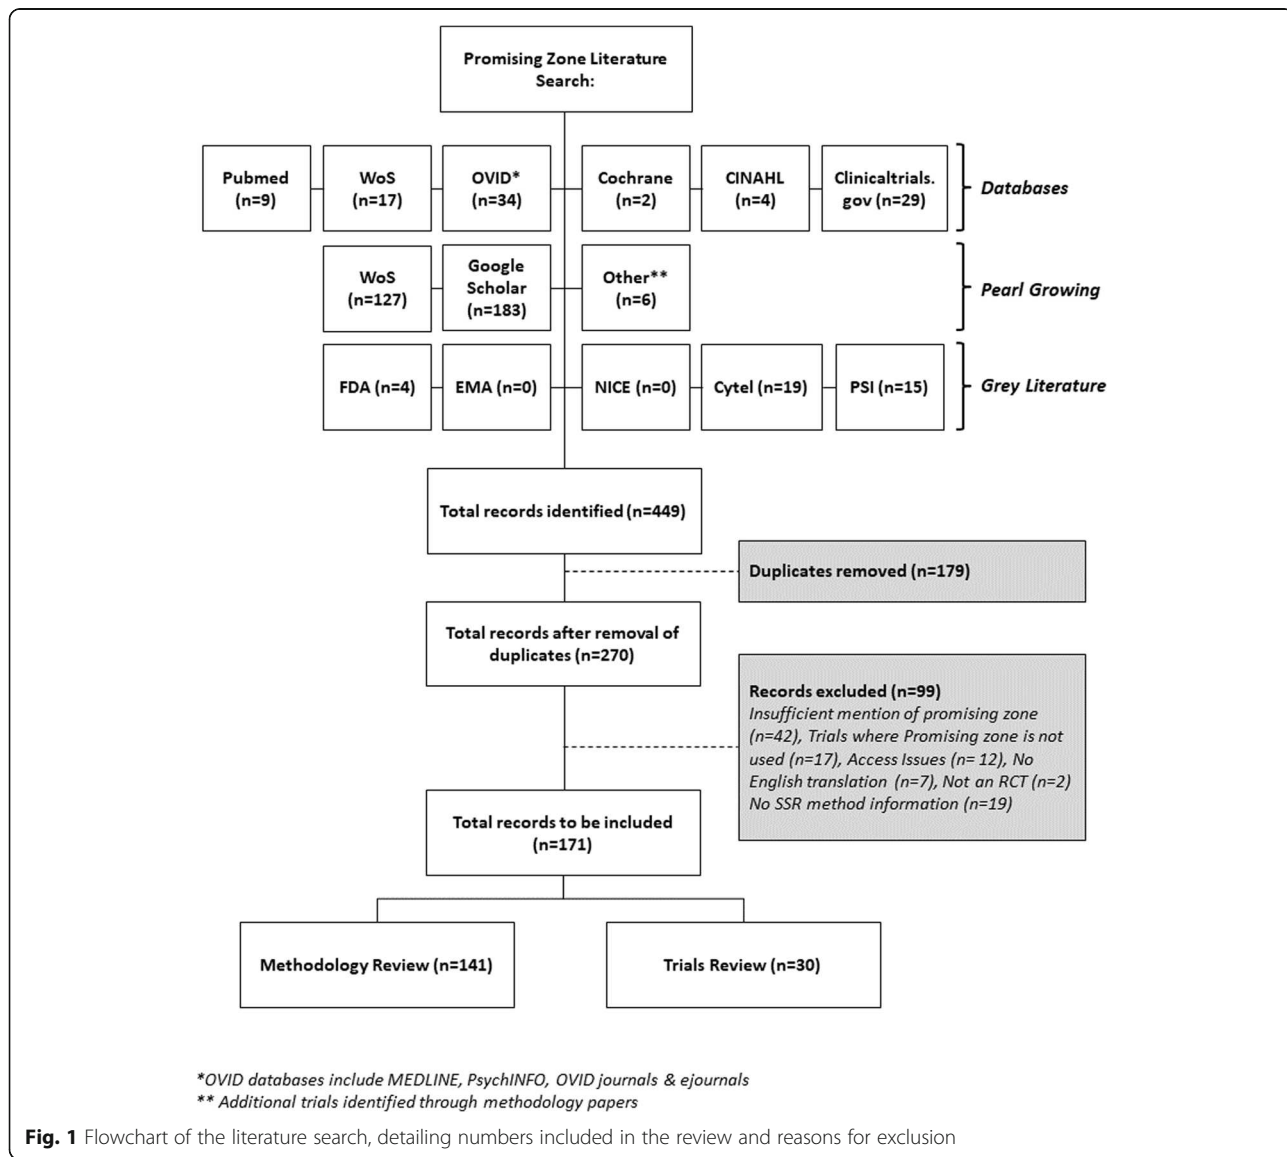 Promising Zone Literature
Search:
Pubmed
(n=9)
WoS
(n=17)
OVID*
(n=34)
Cochrane
(n=2)
CINAHL
(n=4)
Clinicaltrials.
gov (n=29)
Databases
WoS
(n=127)
Google
Scholar
(n=183)
Other**
(n=6)
Pearl Growing
FDA (n=4)
EMA (n=0)
NICE (n=0)
Cytel (n=19)
PSI (n=15)
Grey Literature
Total records identified (n=449)
Duplicates removed (n=179)
Total records after removal of
duplicates (n=270)
Records excluded (n=99)
Insufficient mention of promising zone
(n=42), Trials where Promising zone is not
used (n=17), Access Issues (n= 12), No
English translation (n=7), Not an RCT (n=2)
No SSR method information (n=19)
Total records to be included
(n=171)
Methodology Review (n=141)
Trials Review (n=30)
*OVID databases include MEDLINE, PsychINFO, OVID journals & ejournals
** Additional trials identified through methodology papers
Fig. 1 Flowchart of the literature search, detailing numbers included in the review and reasons for exclusion